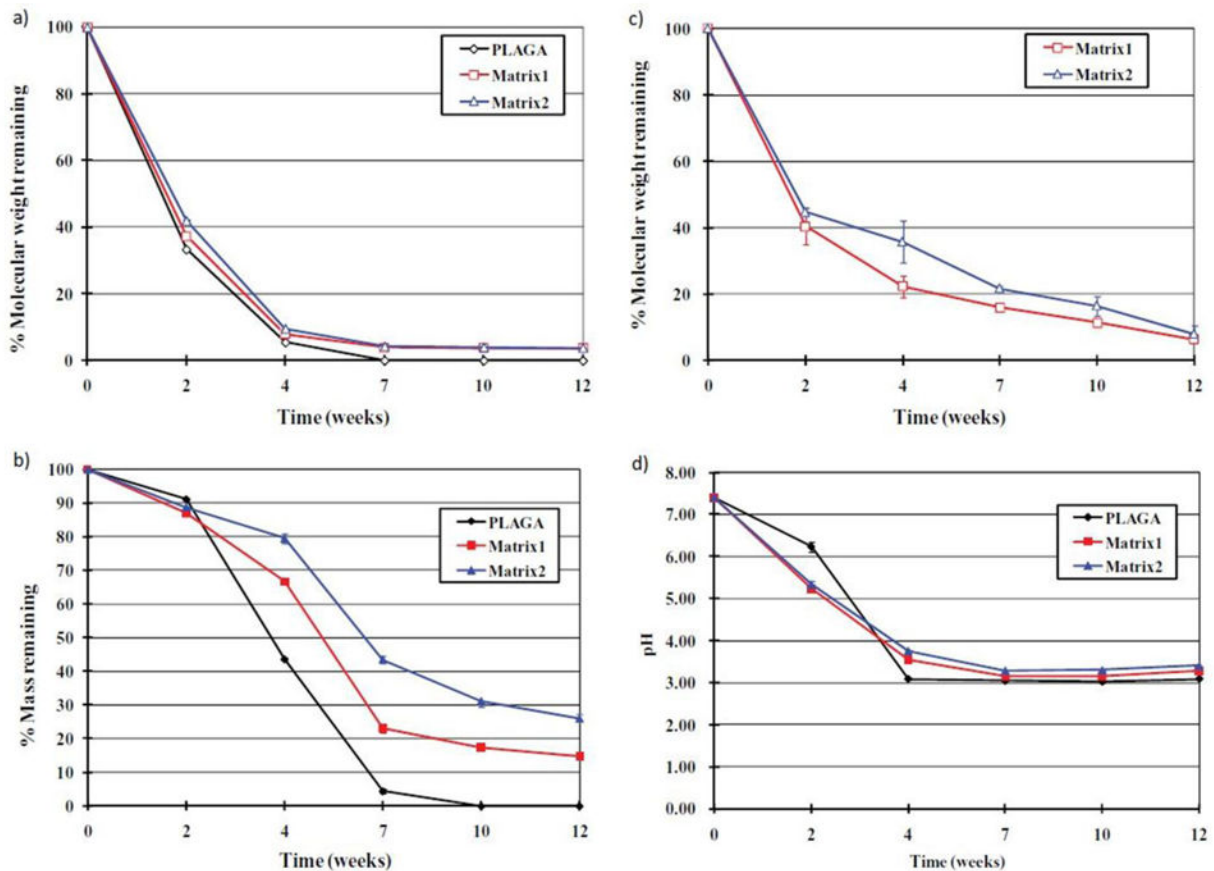 a)
% Molecular weight remaining
100
80
60
40
20
0
PLAGA
Matrix1
Matrix2
0 2 4 7 10 12
Time (weeks)
c)
% Molecular weight remaining
100
80
60
40
20
0
Matrix1
Matrix2
0 2 4 7 10 12
Time (weeks)
b)
% Mass remaining
100
90
80
70
60
50
40
30
20
10
0
PLAGA
Matrix1
Matrix2
0 2 4 7 10 12
Time (weeks)
d)
pH
8.00
7.00
6.00
5.00
4.00
3.00
2.00
1.00
0.00
PLAGA
Matrix1
Matrix2
0 2 4 7 10 12
Time (weeks)